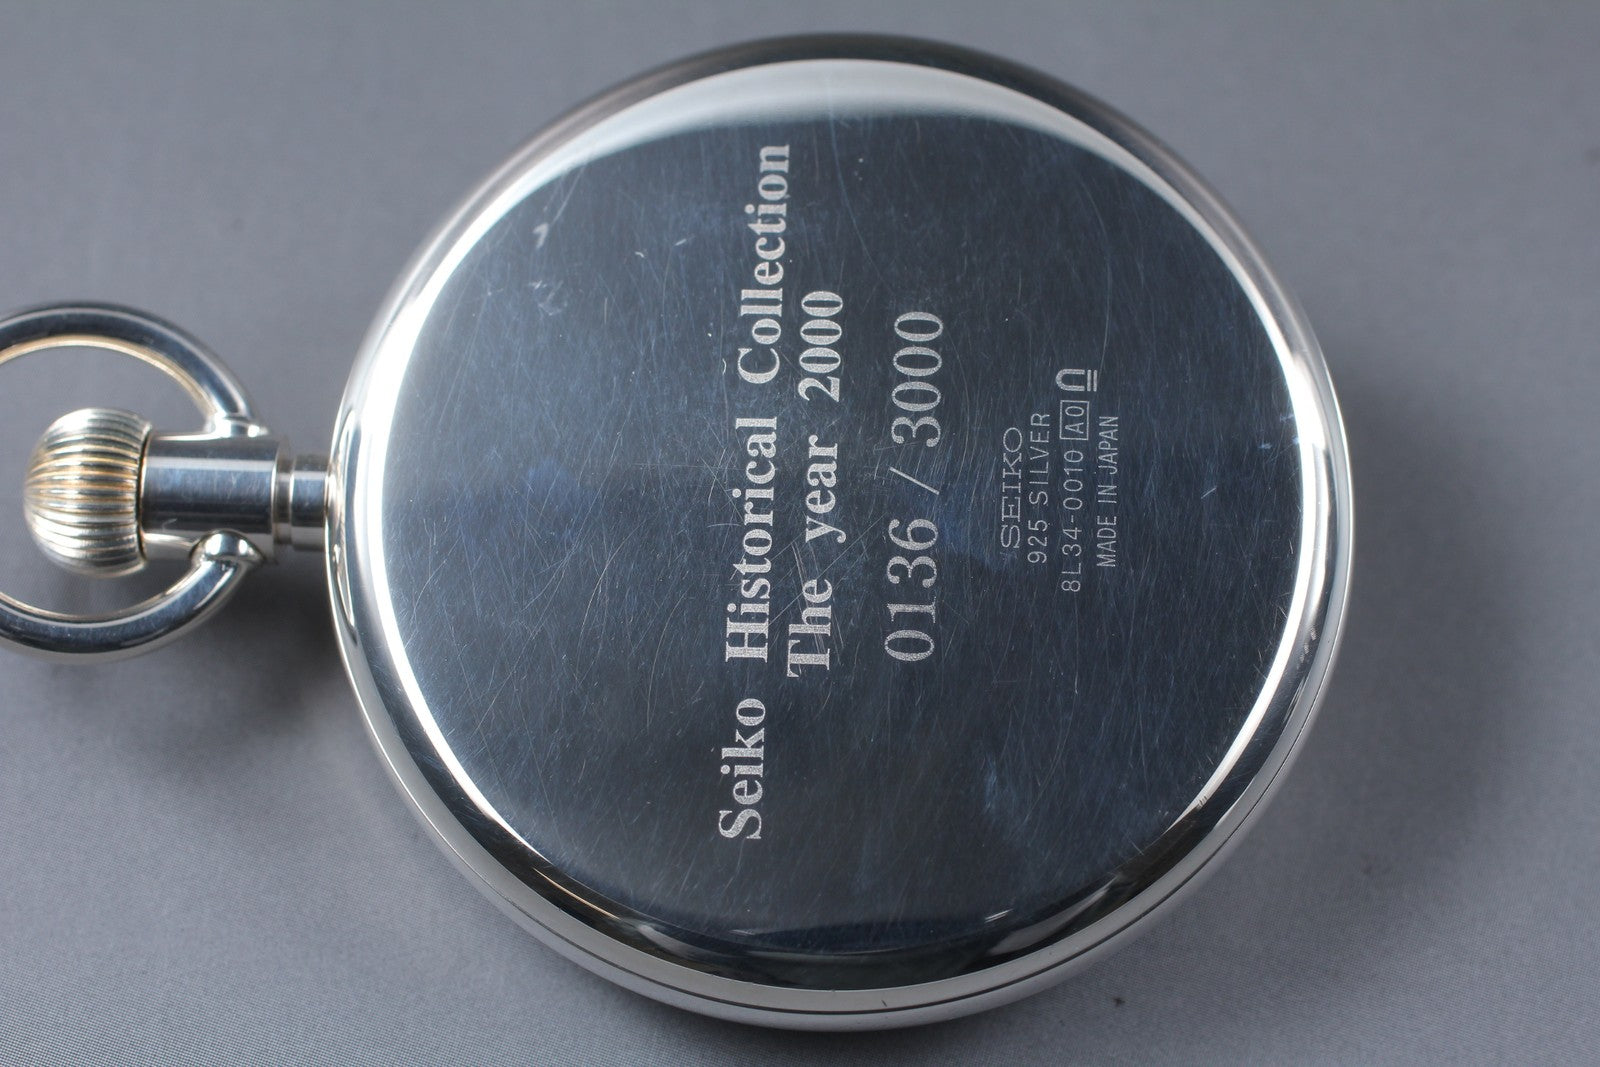 Seiko Historical Collection
The year 2000
0136 / 3000
SEIKO
925 SILVER
8L34-0010 A0
MADE IN JAPAN